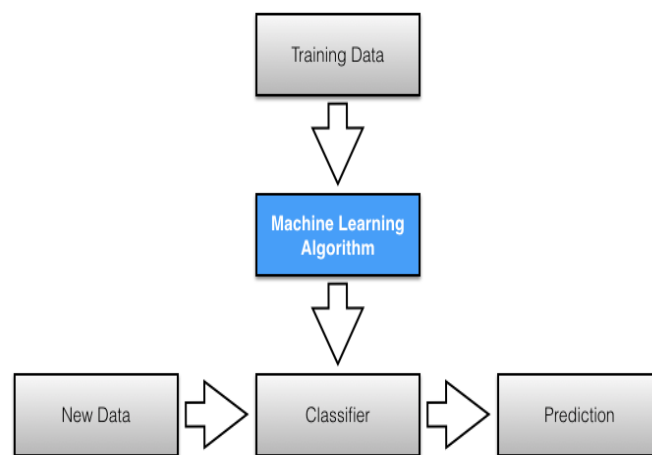 Training Data
Machine Learning
Algorithm
New Data
Classifier
Prediction